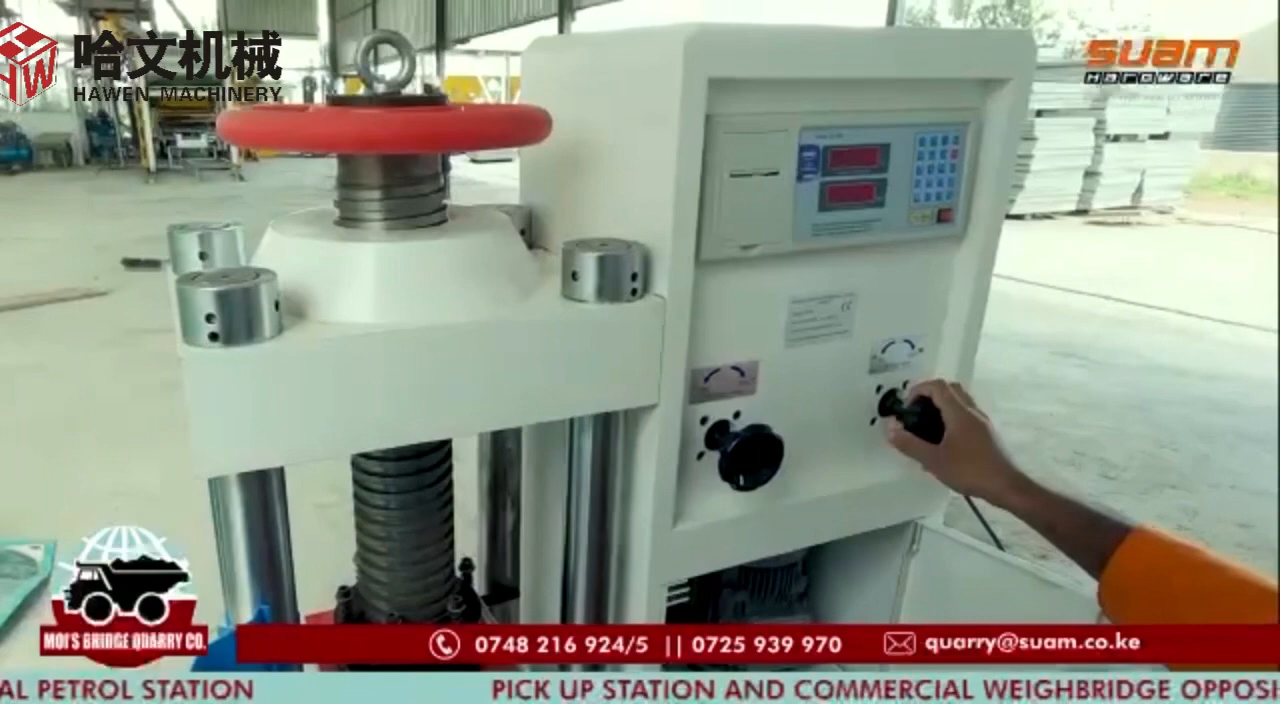 哈文机械
HAWEN MACHINERY
HW
SUAM
HARDWARE
MOI'S BRIDGE QUARRY CO.
0748 216 924/5 || 0725 939 970
quarry@suam.co.ke
AL PETROL STATION
PICK UP STATION AND COMMERCIAL WEIGHBRIDGE OPPOSI